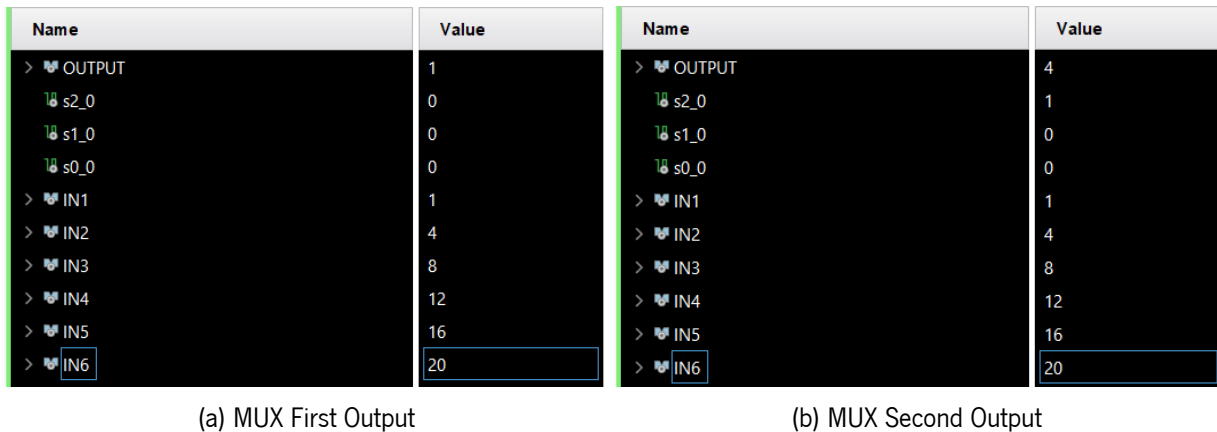 Name Value
OUTPUT 1
s2_0 0
s1_0 0
s0_0 0
IN1 1
IN2 4
IN3 8
IN4 12
IN5 16
IN6 20
(a) MUX First Output
Name Value
OUTPUT 4
s2_0 1
s1_0 0
s0_0 0
IN1 1
IN2 4
IN3 8
IN4 12
IN5 16
IN6 20
(b) MUX Second Output